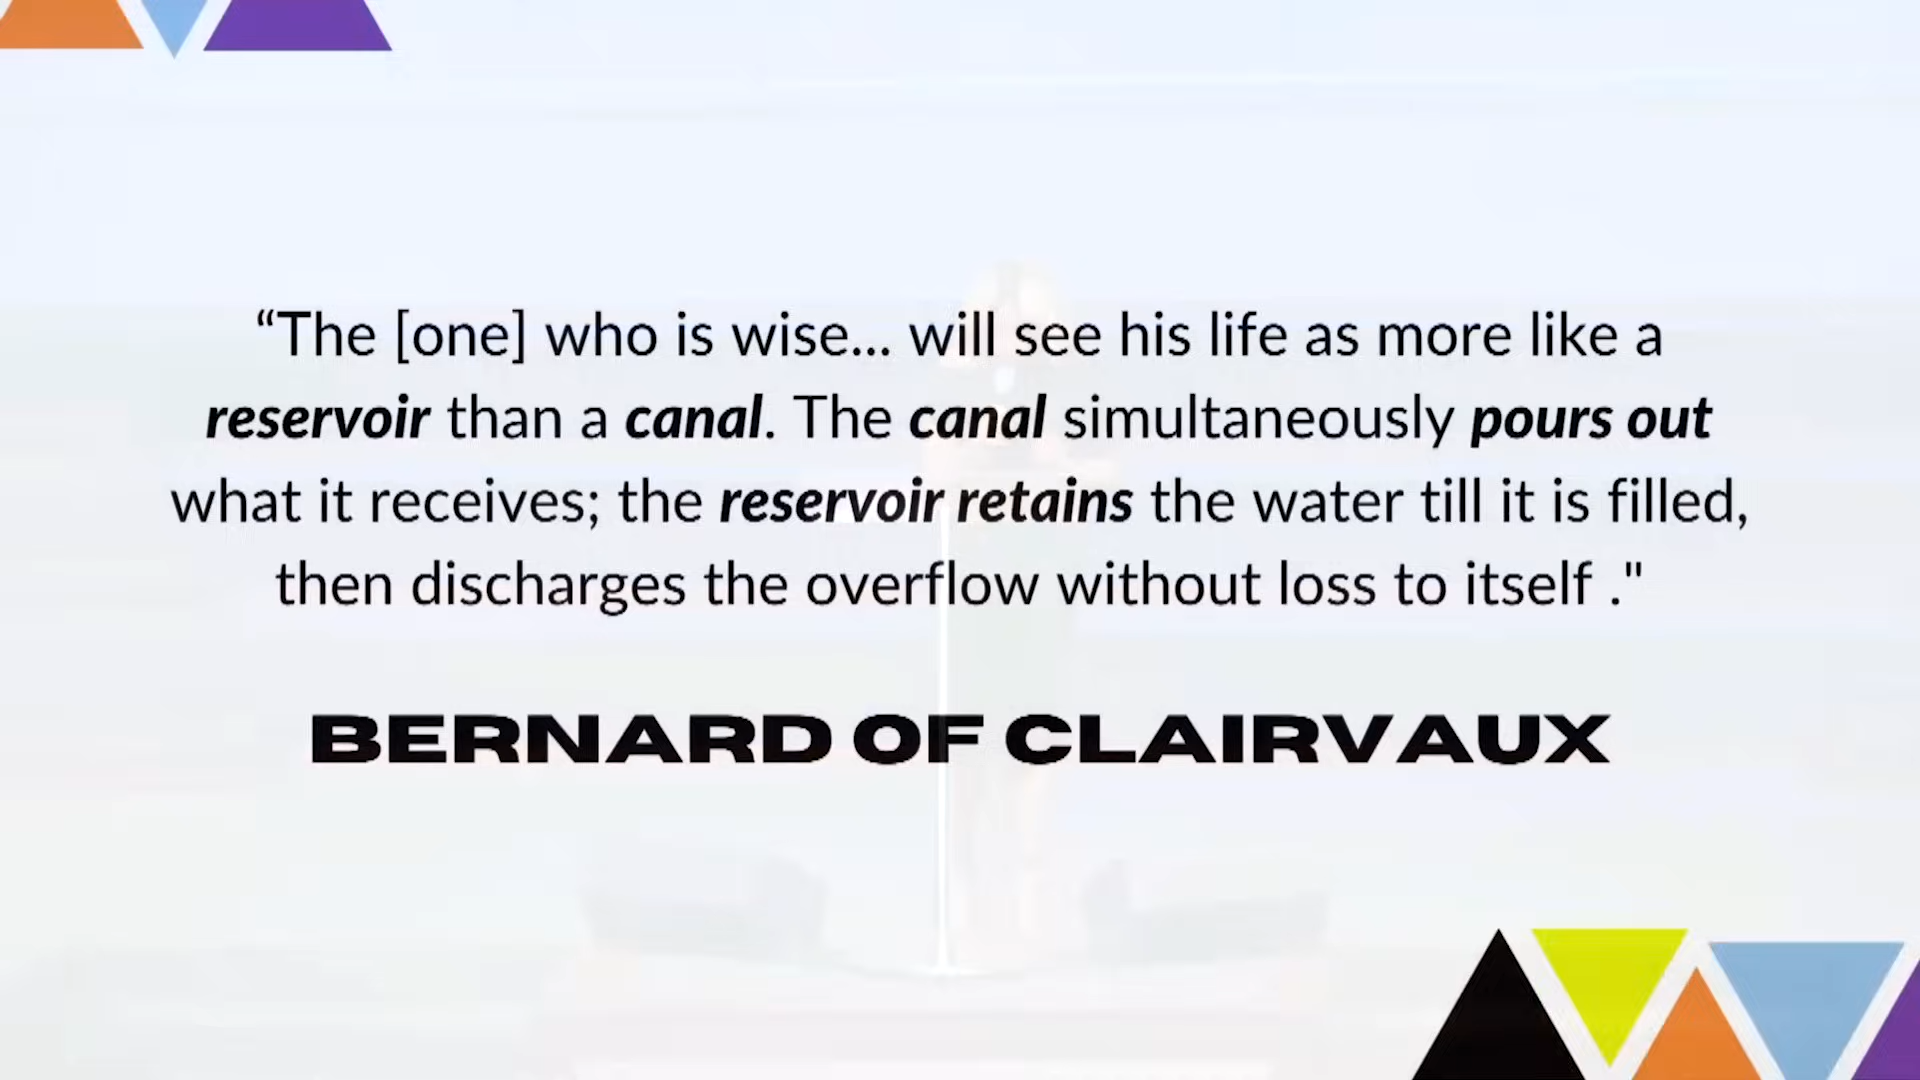 “The [one] who is wise... will see his life as more like a
reservoir than a canal. The canal simultaneously pours out
what it receives; the reservoir retains the water till it is filled,
then discharges the overflow without loss to itself ."
BERNARD OF CLAIRVAUX